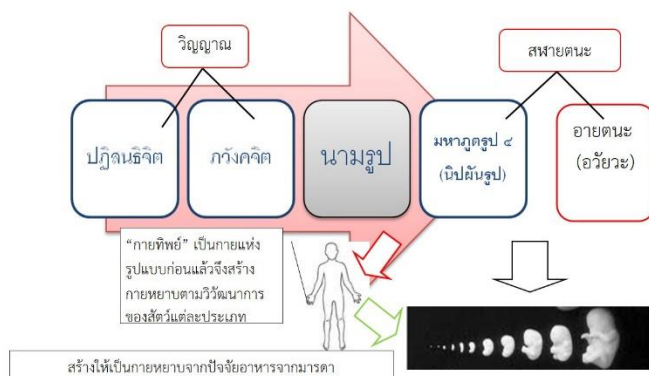 วิญญาณ
สฬายตนะ
ปฏิสนธิจิต
ภวังคจิต
นามรูป
มหาภูตรูป ๔
(นิปผันรูป)
อายตนะ
(อวัยวะ)
“กายทิพย์” เป็นกายแห่ง
รูปแบบก่อนแล้วจึงสร้าง
กายหยาบตามวิวัฒนาการ
ของสัตว์แต่ละประเภท
สร้างให้เป็นกายหยาบจากปัจจัยอาหารจากมารดา